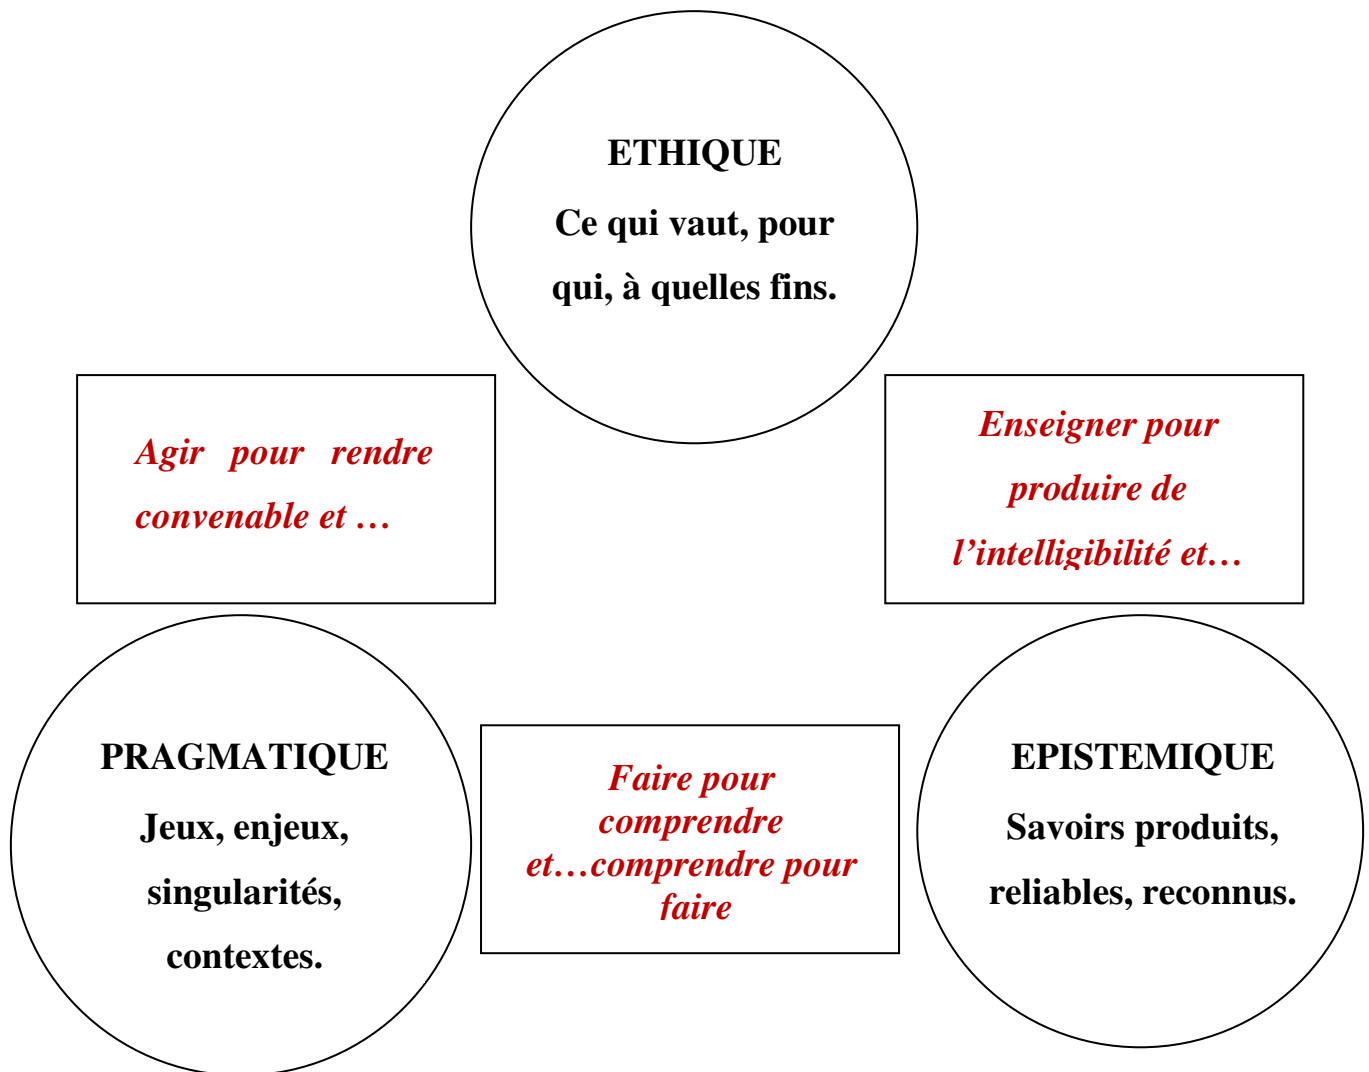 ETHIQUE
Ce qui vaut, pour
qui, à quelles fins.
Agir pour rendre
convenable et …
Enseigner pour
produire de
l’intelligibilité et…
PRAGMATIQUE
Jeux, enjeux,
singularités,
contextes.
Faire pour
comprendre
et…comprendre pour
faire
EPISTEMIQUE
Savoirs produits,
reliables, reconnus.